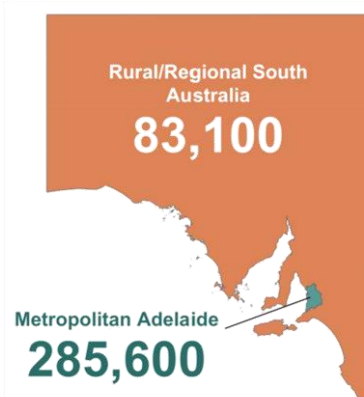 Rural/Regional South
Australia
83,100
Metropolitan Adelaide
285,600